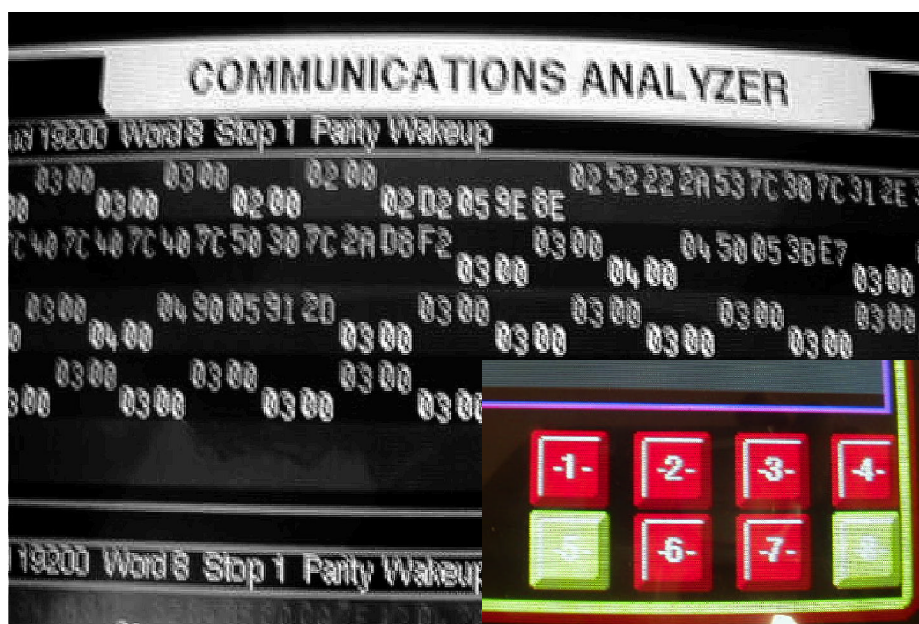 COMMUNICATIONS ANALYZER
19200 Word 8 Stop 1 Parity Wakeup
03 00 03 00 02 00 02 52 22 2A 53 7C 30 7C 31 2E
03 00 02 00 02 D2 05 9E 8E
7C 40 7C 40 7C 40 7C 50 30 7C 2A D8 F2 03 00 04 50 05 3B E7
03 00 04 00 03 00
03 00 04 90 05 91 2D 03 00 03 00 03 00 03 00
04 00 03 00 03 00 03 00 03 00
03 00 03 00 03 00
03 00 03 00 03 00
-1- -2- -3- -4-
-5- -6- -7-
19200 Word 8 Stop 1 Parity Wakeup